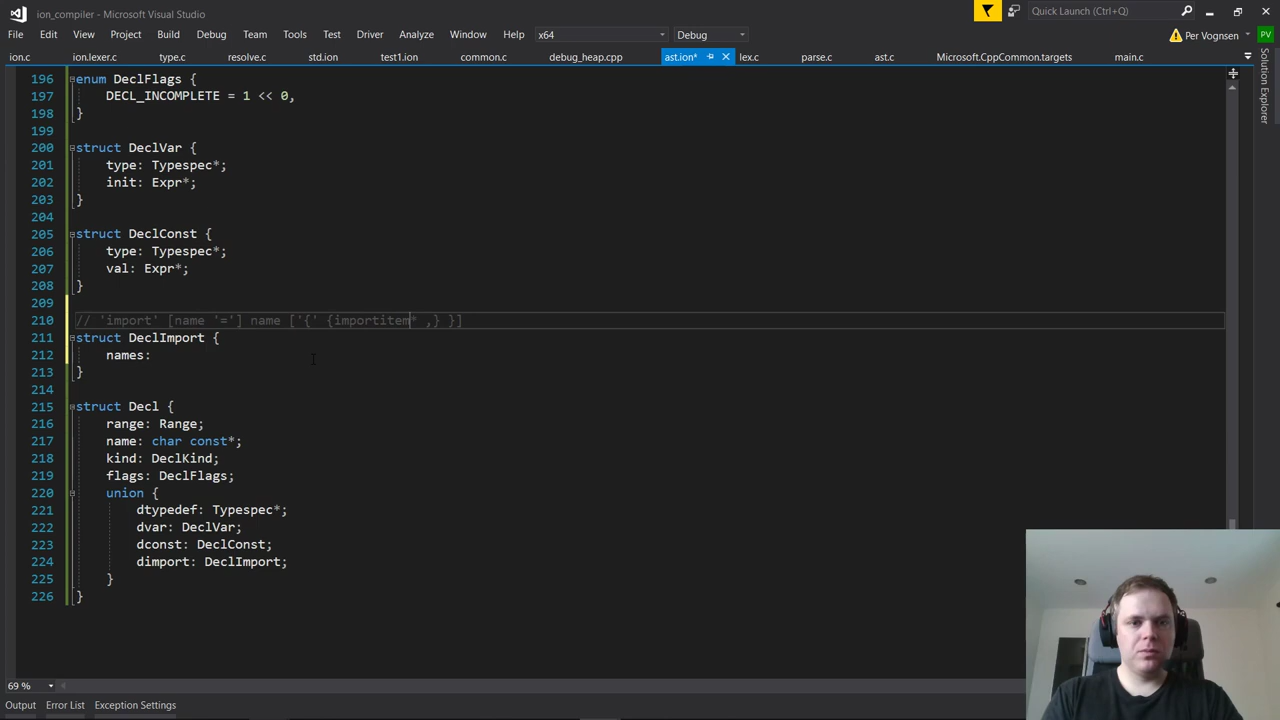 ion_compiler - Microsoft Visual Studio
Quick Launch (Ctrl+Q)
File Edit View Project Build Debug Team Tools Test Driver Analyze Window Help x64 Debug Per Vognsen PV
ion.c ion.lexer.c type.c resolve.c std.ion test1.ion common.c debug_heap.cpp ast.ion* lex.c parse.c ast.c Microsoft.CppCommon.targets main.c
Solution Explorer
196 enum DeclFlags {
197 DECL_INCOMPLETE = 1 << 0,
198 }
199
200 struct DeclVar {
201 type: Typespec*;
202 init: Expr*;
203 }
204
205 struct DeclConst {
206 type: Typespec*;
207 val: Expr*;
208 }
209
210 // 'import' [name '='] name ['{' {importitem* ,} }]
211 struct DeclImport {
212 names:
213 }
214
215 struct Decl {
216 range: Range;
217 name: char const*;
218 kind: DeclKind;
219 flags: DeclFlags;
220 union {
221 dtypedef: Typespec*;
222 dvar: DeclVar;
223 dconst: DeclConst;
224 dimport: DeclImport;
225 }
226 }
69 %
Output Error List Exception Settings